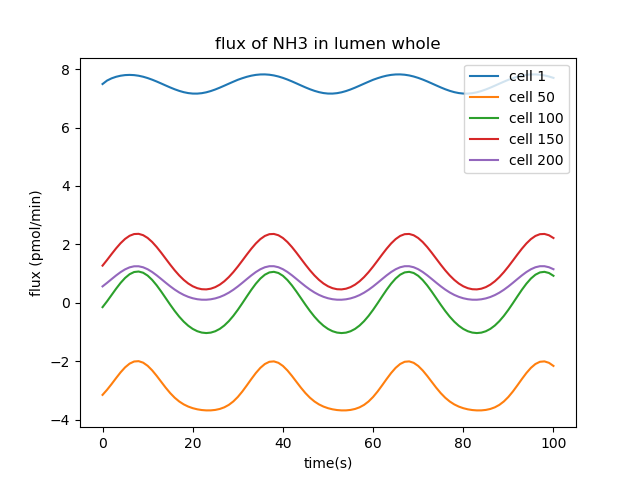 flux of NH3 in lumen whole
8
6
4
2
0
−2
−4
flux (pmol/min)
cell 1
cell 50
cell 100
cell 150
cell 200
0 20 40 60 80 100
time(s)